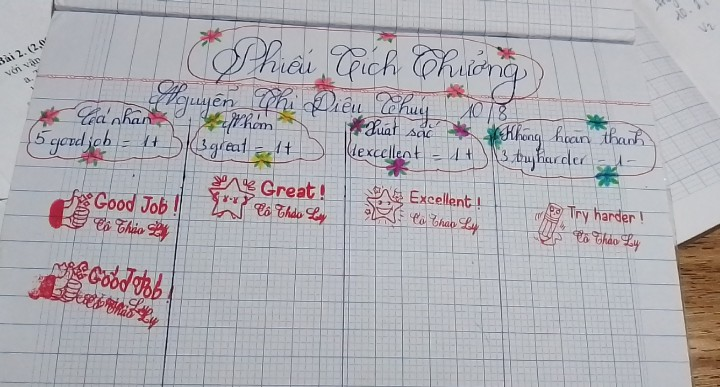 Bài 2. (2.0
với văn
Phiếu Tích Thưởng
Nguyễn Thị Diệu Thuy 10/8
Cá nhân
5 good job = 1+
Nhóm
3 great = 1+
Xuất sắc
1 excellent = 1+
Không hoàn thành
3 try harder = 1-
Good Job !
Cô Thảo Ly
Good Job !
Cô Thảo Ly
Great !
Cô Thảo Ly
Excellent !
Cô Thảo Ly
Try harder !
Cô Thảo Ly